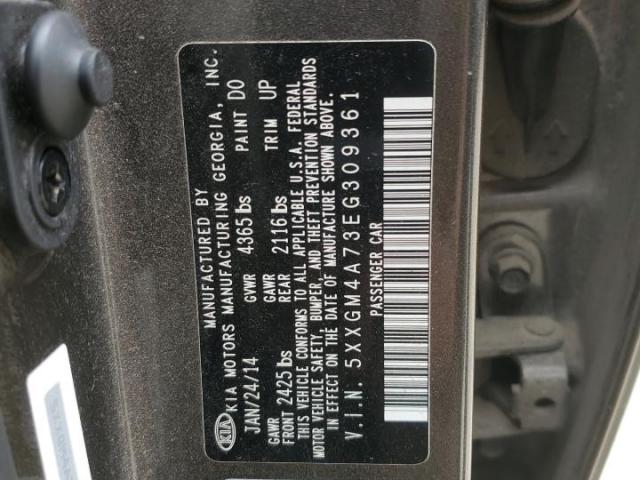 MANUFACTURED BY
KIA KIA MOTORS MANUFACTURING GEORGIA, INC.
JAN/24/14 GVWR 4365 lbs PAINT D0
GAWR FRONT 2425 lbs GAWR REAR 2116 lbs TRIM UP
THIS VEHICLE CONFORMS TO ALL APPLICABLE U.S.A. FEDERAL
MOTOR VEHICLE SAFETY, BUMPER, AND THEFT PREVENTION STANDARDS
IN EFFECT ON THE DATE OF MANUFACTURE SHOWN ABOVE.
V.I.N. 5XXGM4A73EG309361
PASSENGER CAR